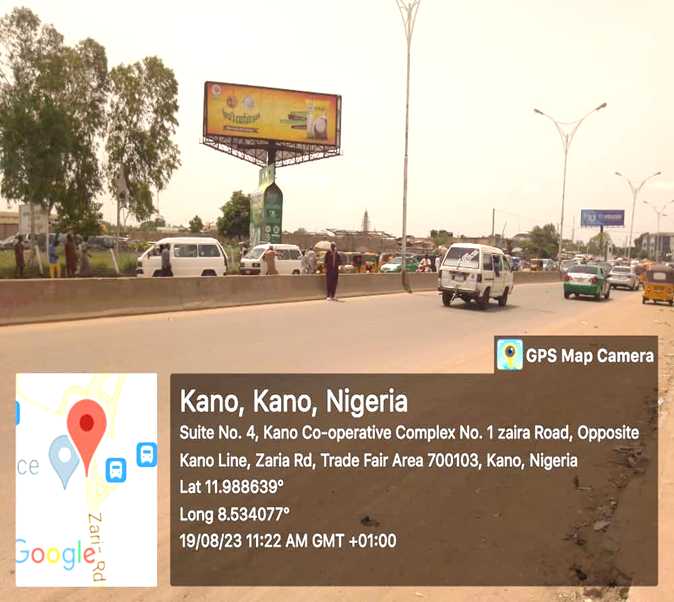 GPS Map Camera
Kano, Kano, Nigeria
Suite No. 4, Kano Co-operative Complex No. 1 zaira Road, Opposite
Kano Line, Zaria Rd, Trade Fair Area 700103, Kano, Nigeria
Lat 11.988639°
Long 8.534077°
19/08/23 11:22 AM GMT +01:00
ce
Zaria Rd
Google